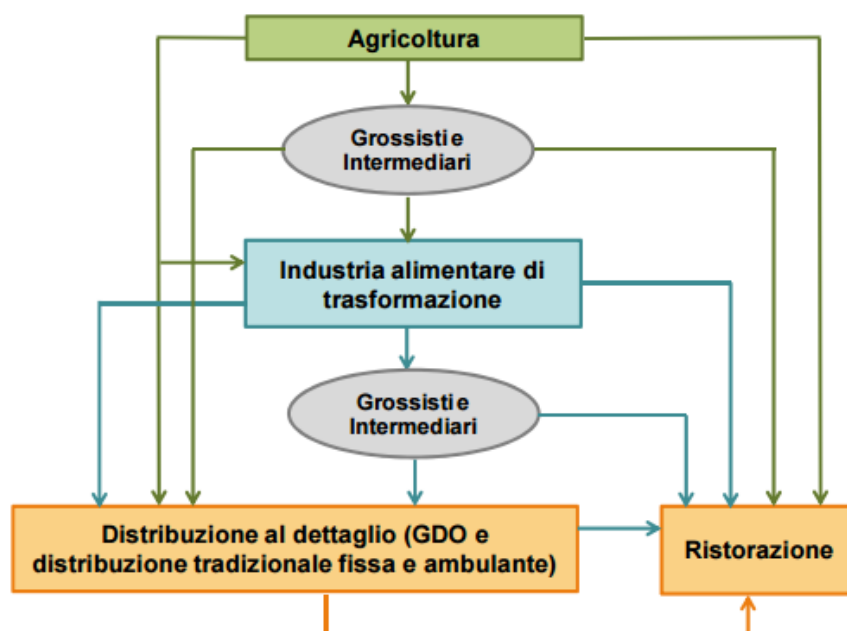 Agricoltura
Grossisti e
Intermediari
Industria alimentare di
trasformazione
Grossisti e
Intermediari
Distribuzione al dettaglio (GDO e
distribuzione tradizionale fissa e ambulante)
Ristorazione